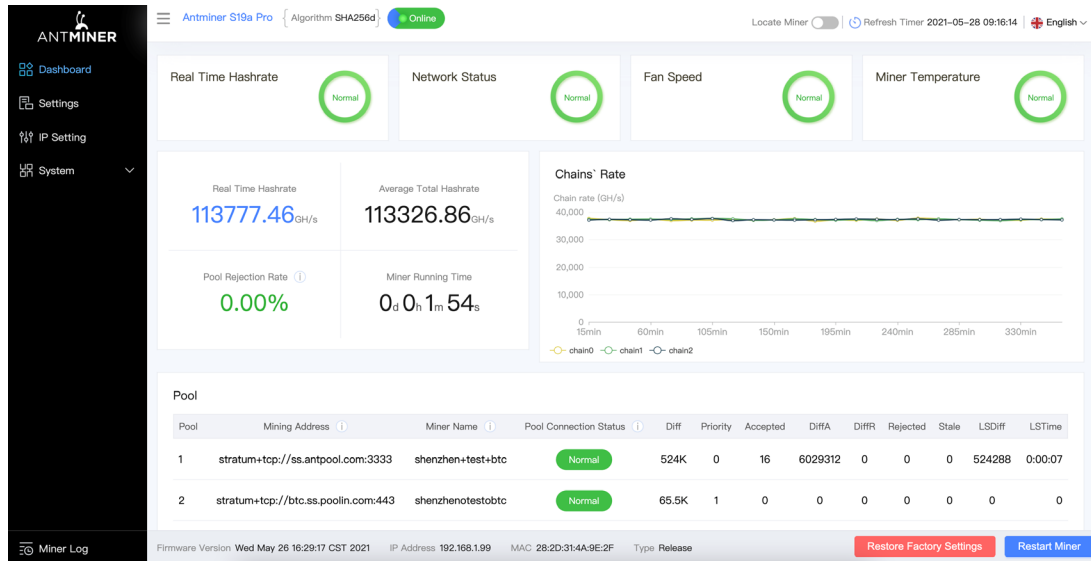 ANTMINER
Antminer S19a Pro { Algorithm SHA256d } Online
Locate Miner Refresh Timer 2021-05-28 09:16:14 English
Dashboard
Settings
IP Setting
System
Miner Log
Real Time Hashrate Normal
Network Status Normal
Fan Speed Normal
Miner Temperature Normal
Real Time Hashrate
113777.46GH/s
Average Total Hashrate
113326.86GH/s
Pool Rejection Rate i
0.00%
Miner Running Time
0d 0h 1m 54s
Chains` Rate
Chain rate (GH/s)
40,000
30,000
20,000
10,000
0
15min 60min 105min 150min 195min 240min 285min 330min
chain0 chain1 chain2
Pool
Pool Mining Address i Miner Name i Pool Connection Status i Diff Priority Accepted DiffA DiffR Rejected Stale LSDiff LSTime
1 stratum+tcp://ss.antpool.com:3333 shenzhen+test+btc Normal 524K 0 16 6029312 0 0 0 524288 0:00:07
2 stratum+tcp://btc.ss.poolin.com:443 shenzhenotestobtc Normal 65.5K 1 0 0 0 0 0 0 0
Firmware Version Wed May 26 16:29:17 CST 2021 IP Address 192.168.1.99 MAC 28:2D:31:4A:9E:2F Type Release
Restore Factory Settings Restart Miner